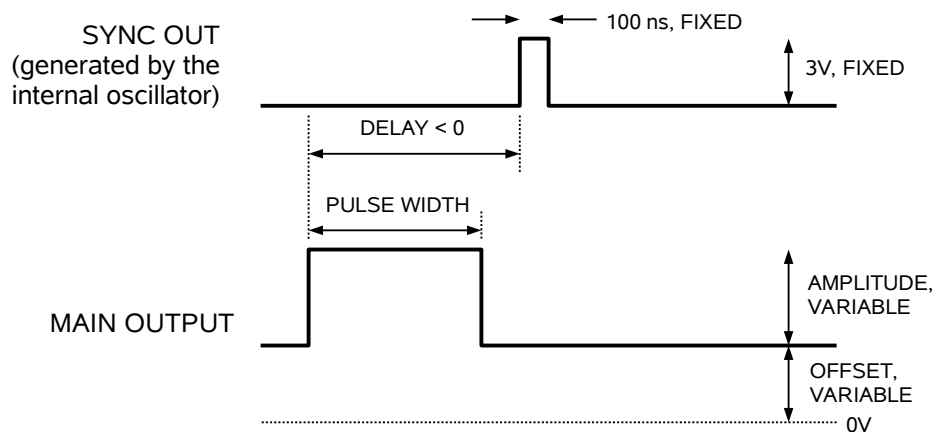 100 ns, FIXED
SYNC OUT
(generated by the
internal oscillator)
3V, FIXED
DELAY < 0
PULSE WIDTH
AMPLITUDE,
VARIABLE
MAIN OUTPUT
OFFSET,
VARIABLE
0V